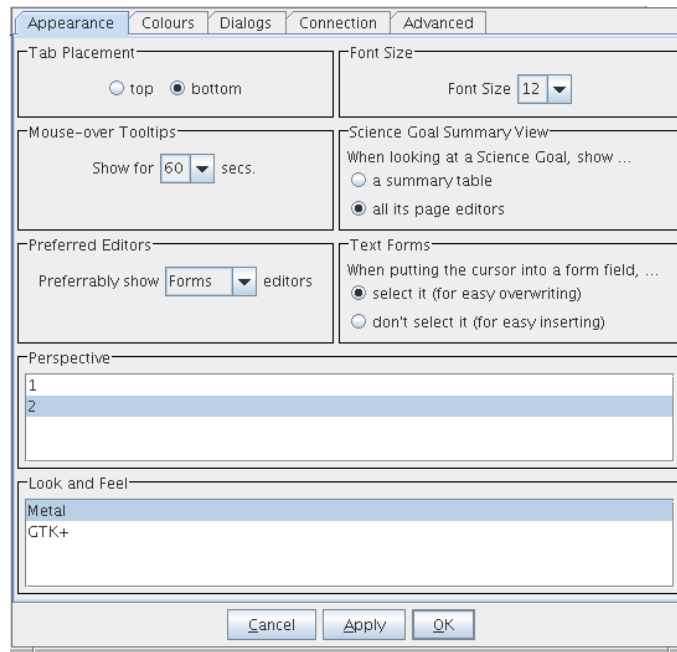 Appearance Colours Dialogs Connection Advanced
Tab Placement
top bottom
Font Size
Font Size 12
Mouse-over Tooltips
Show for 60 secs.
Science Goal Summary View
When looking at a Science Goal, show ...
a summary table
all its page editors
Preferred Editors
Preferrably show Forms editors
Text Forms
When putting the cursor into a form field, ...
select it (for easy overwriting)
don't select it (for easy inserting)
Perspective
1
2
Look and Feel
Metal
GTK+
Cancel Apply OK